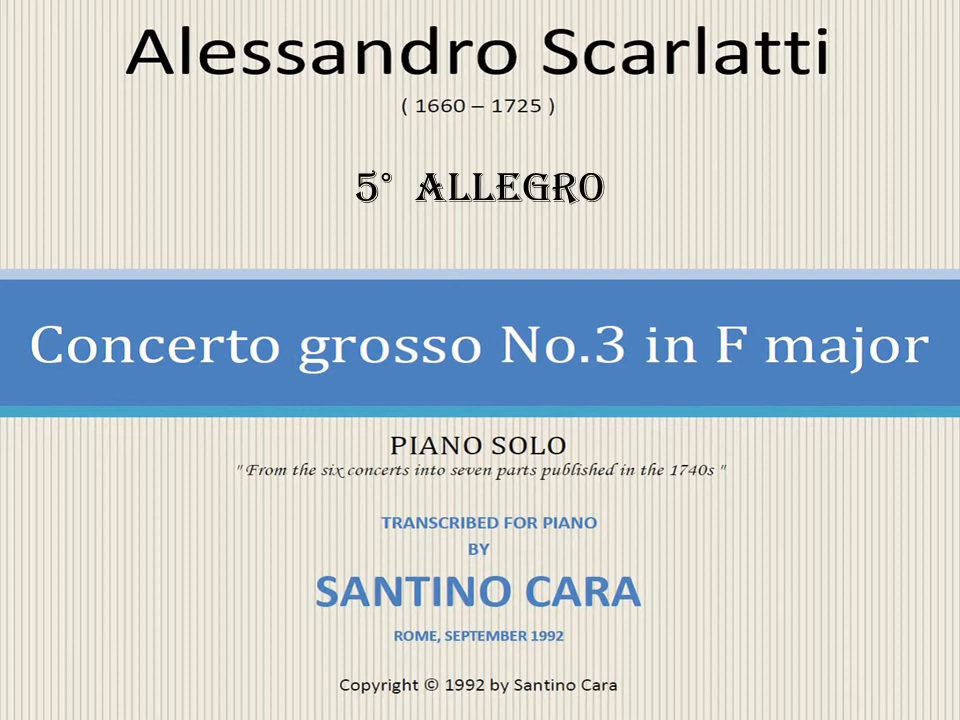 Alessandro Scarlatti
( 1660 – 1725 )
5° ALLEGRO
Concerto grosso No.3 in F major
PIANO SOLO
" From the six concerts into seven parts published in the 1740s "
TRANSCRIBED FOR PIANO
BY
SANTINO CARA
ROME, SEPTEMBER 1992
Copyright © 1992 by Santino Cara